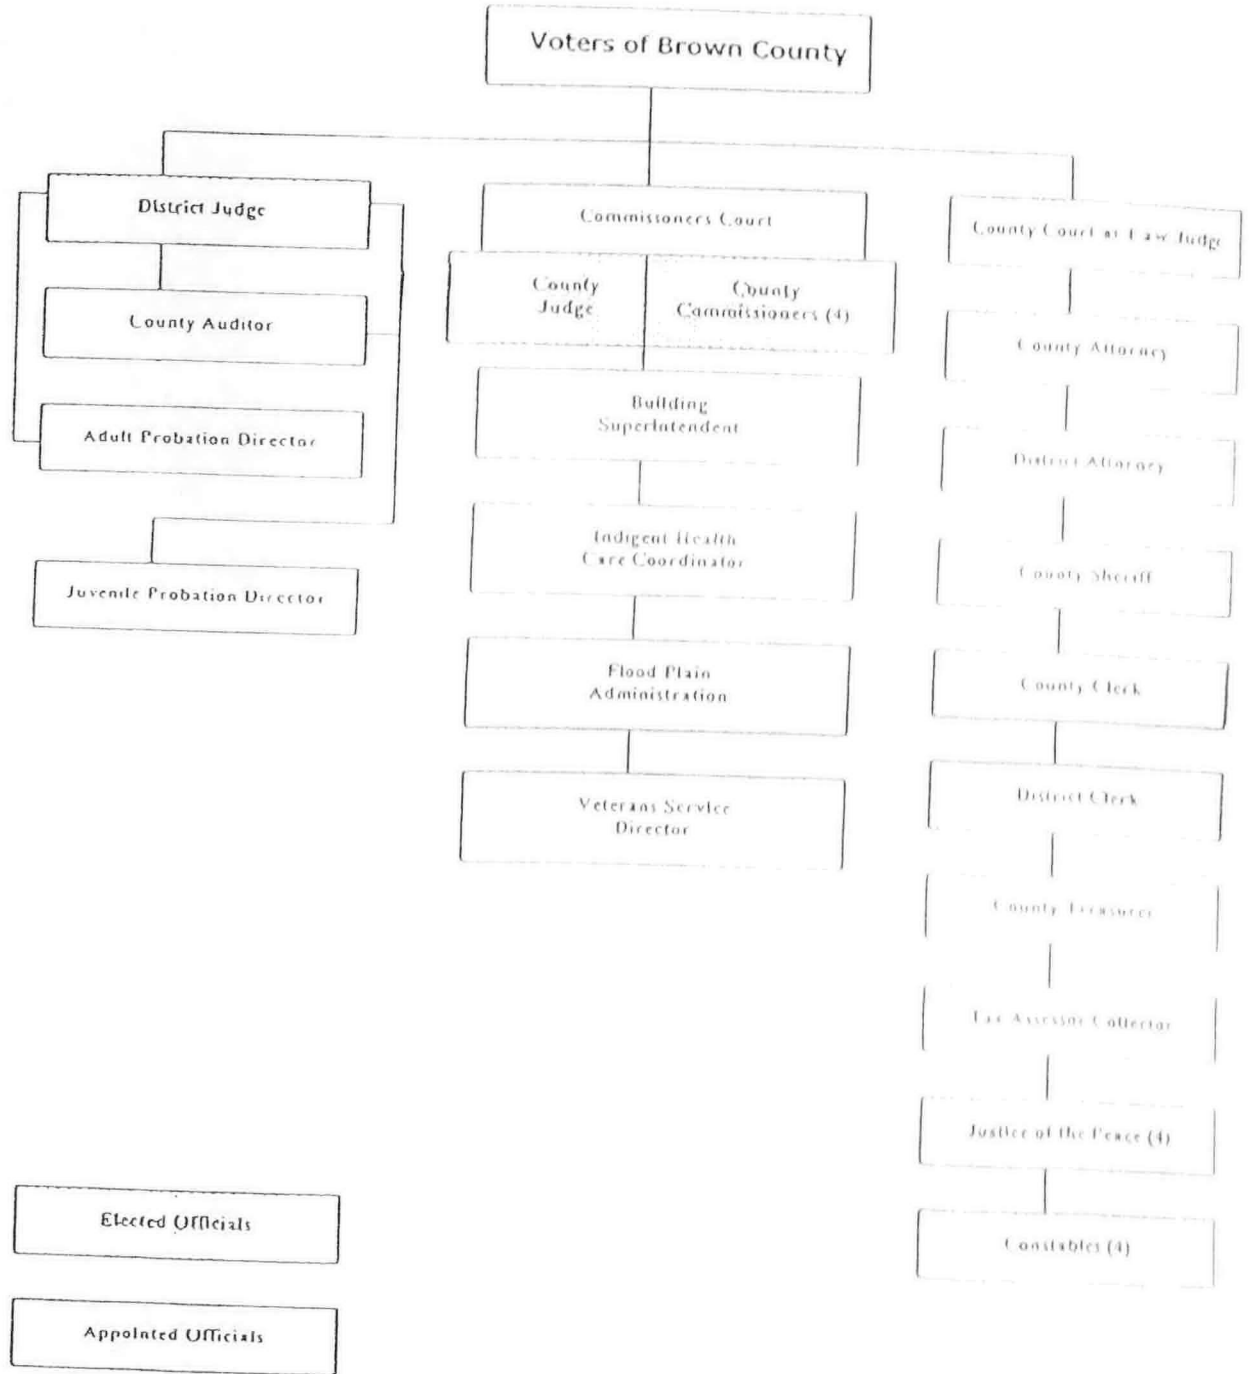 Voters of Brown County
District Judge
County Auditor
Adult Probation Director
Juvenile Probation Director
Commissoners Court
County
Judge
County
Commissioners (4)
Building
Superintendent
Indigent Health
Care Coordinator
Flood Plain
Administration
Veterans Service
Director
County Court at Law Judge
County Attorney
District Attorney
County Sheriff
County Clerk
District Clerk
County Treasurer
Tax Assessor Collector
Justice of the Peace (4)
Constables (4)
Elected Officials
Appointed Officials